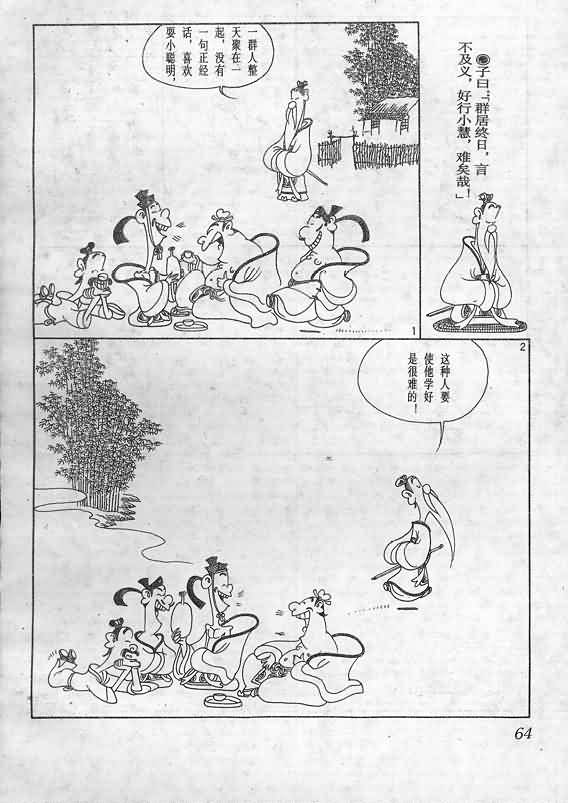 ●子曰：“群居终日，言
不及义，好行小慧，难矣哉！”
一群人整
天聚在一
起，没有
一句正经
话，喜欢
耍小聪明，
1
2
这种人要
使他学好
是很难的！
64